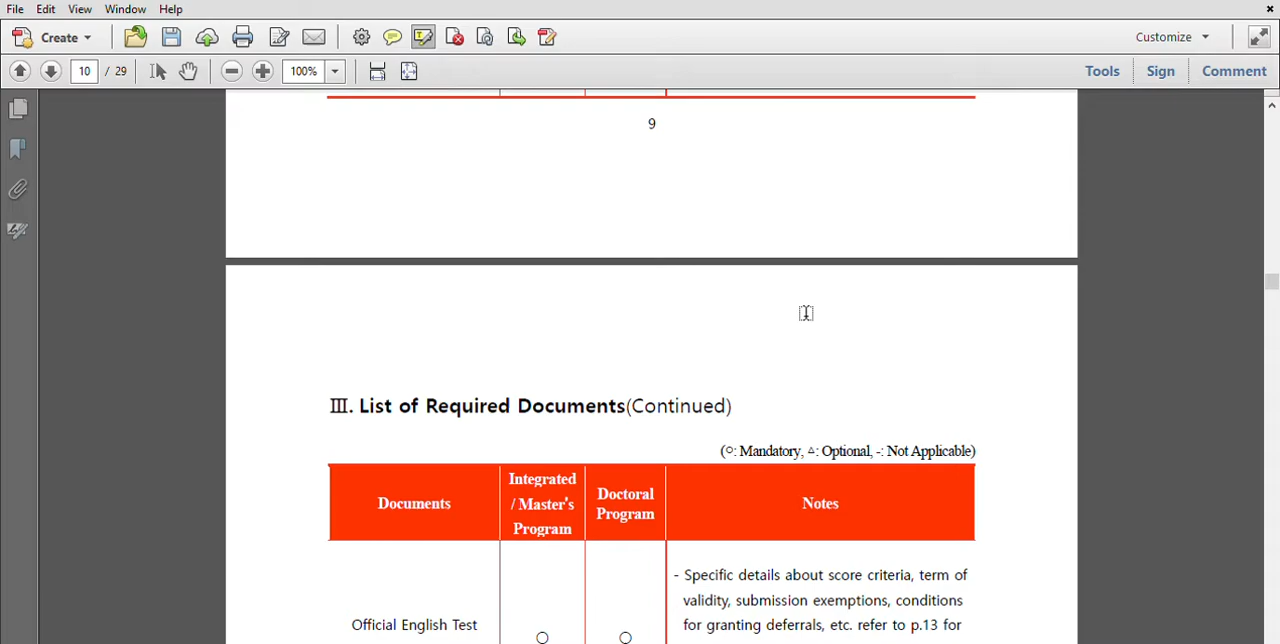 File Edit View Window Help
Create Customize
10 / 29 100% Tools Sign Comment
9
Ⅲ. List of Required Documents(Continued)
(○: Mandatory, △: Optional, -: Not Applicable)
Documents
Integrated
/ Master's
Program
Doctoral
Program
Notes
Official English Test
○
○
- Specific details about score criteria, term of
validity, submission exemptions, conditions
for granting deferrals, etc. refer to p.13 for